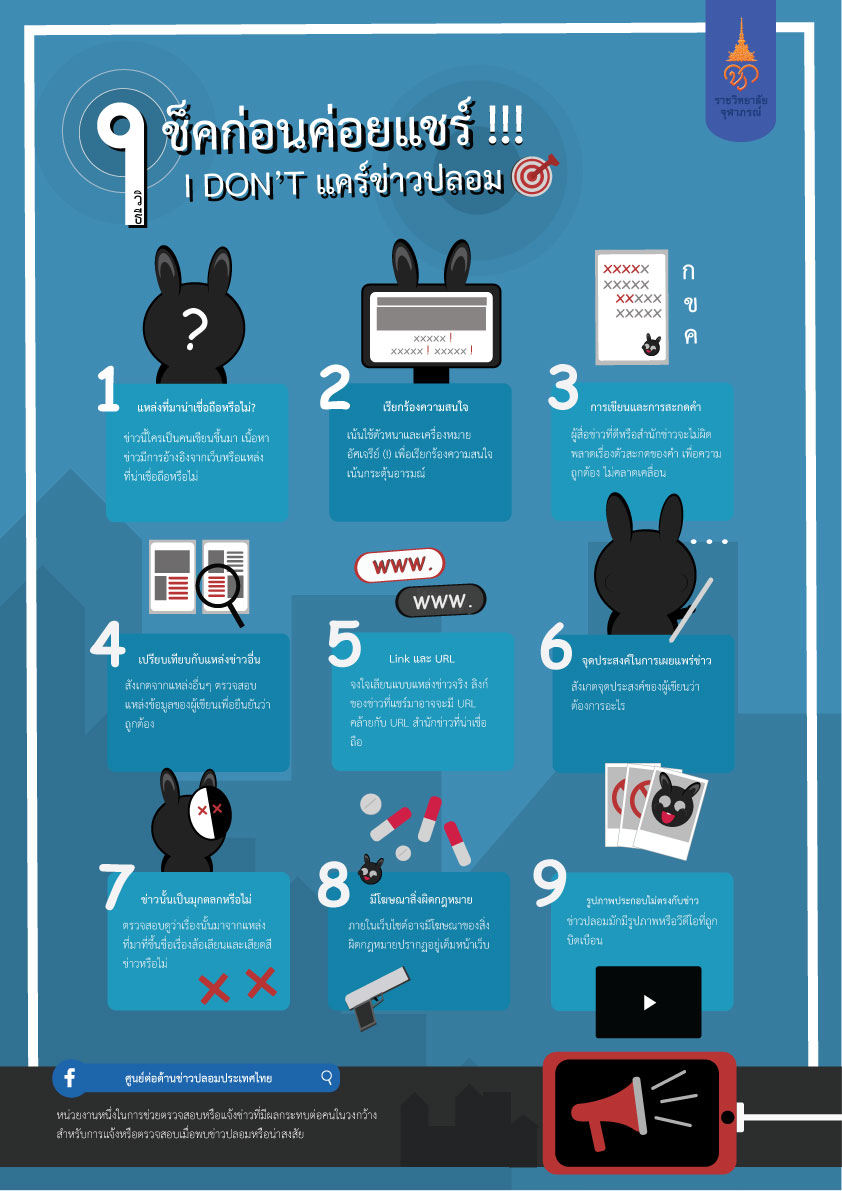 ราชวิทยาลัย
จุฬาภรณ์
๙ วิธี
ช็คก่อนค่อยแชร์ !!!
I DON'T แคร์ข่าวปลอม
?
xxxxx !
xxxxx ! xxxxx !
xxxxx
xxxxx
xxxxx
xxxxx
ก
ข
ค
1
แหล่งที่มาน่าเชื่อถือหรือไม่?
ข่าวนี้ใครเป็นคนเขียนขึ้นมา เนื้อหา
ข่าวมีการอ้างอิงจากเว็บหรือแหล่ง
ที่น่าเชื่อถือหรือไม่
2
เรียกร้องความสนใจ
เน้นใช้ตัวหนาและเครื่องหมาย
อัศเจรีย์ (!) เพื่อเรียกร้องความสนใจ
เน้นกระตุ้นอารมณ์
3
การเขียนและการสะกดคำ
ผู้สื่อข่าวที่ดีหรือสำนักข่าวจะไม่ผิด
พลาดเรื่องตัวสะกดของคำ เพื่อความ
ถูกต้อง ไม่คลาดเคลื่อน
4
เปรียบเทียบกับแหล่งข่าวอื่น
สังเกตจากแหล่งอื่นๆ ตรวจสอบ
แหล่งข้อมูลของผู้เขียนเพื่อยืนยันว่า
ถูกต้อง
www.
www.
5
Link และ URL
จงใจเลียนแบบแหล่งข่าวจริง ลิงก์
ของข่าวที่แชร์มาอาจจะมี URL
คล้ายกับ URL สำนักข่าวที่น่าเชื่อ
ถือ
...
6
จุดประสงค์ในการเผยแพร่ข่าว
สังเกตจุดประสงค์ของผู้เขียนว่า
ต้องการอะไร
7
ข่าวนั้นเป็นมุกตลกหรือไม่
ตรวจสอบดูว่าเรื่องนั้นมาจากแหล่ง
ที่มาที่ขึ้นชื่อเรื่องล้อเลียนและเสียดสี
ข่าวหรือไม่
8
มีโฆษณาสิ่งผิดกฎหมาย
ภายในเว็บไซต์อาจมีโฆษณาของสิ่ง
ผิดกฎหมายปรากฏอยู่เต็มหน้าเว็บ
9
รูปภาพประกอบไม่ตรงกับข่าว
ข่าวปลอมมักมีรูปภาพหรือวีดีโอที่ถูก
บิดเบือน
f ศูนย์ต่อต้านข่าวปลอมประเทศไทย
หน่วยงานหนึ่งในการช่วยตรวจสอบหรือแจ้งข่าวที่มีผลกระทบต่อคนในวงกว้าง
สำหรับการแจ้งหรือตรวจสอบเมื่อพบข่าวปลอมหรือน่าสงสัย